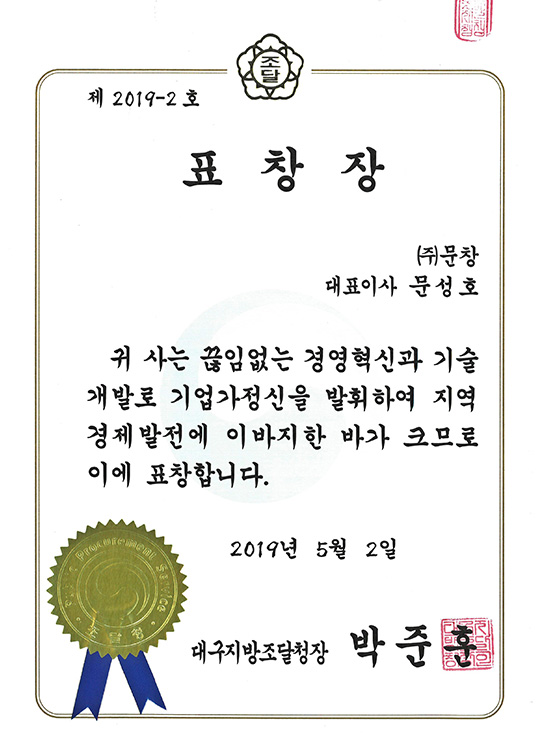 조달
제 2019-2 호
표 창 장
(주)문창
대표이사 문성호
귀 사는 끊임없는 경영혁신과 기술
개발로 기업가정신을 발휘하여 지역
경제발전에 이바지한 바가 크므로
이에 표창합니다.
2019년 5월 2일
Public Procurement Service
조달청
대구지방조달청장 박준훈